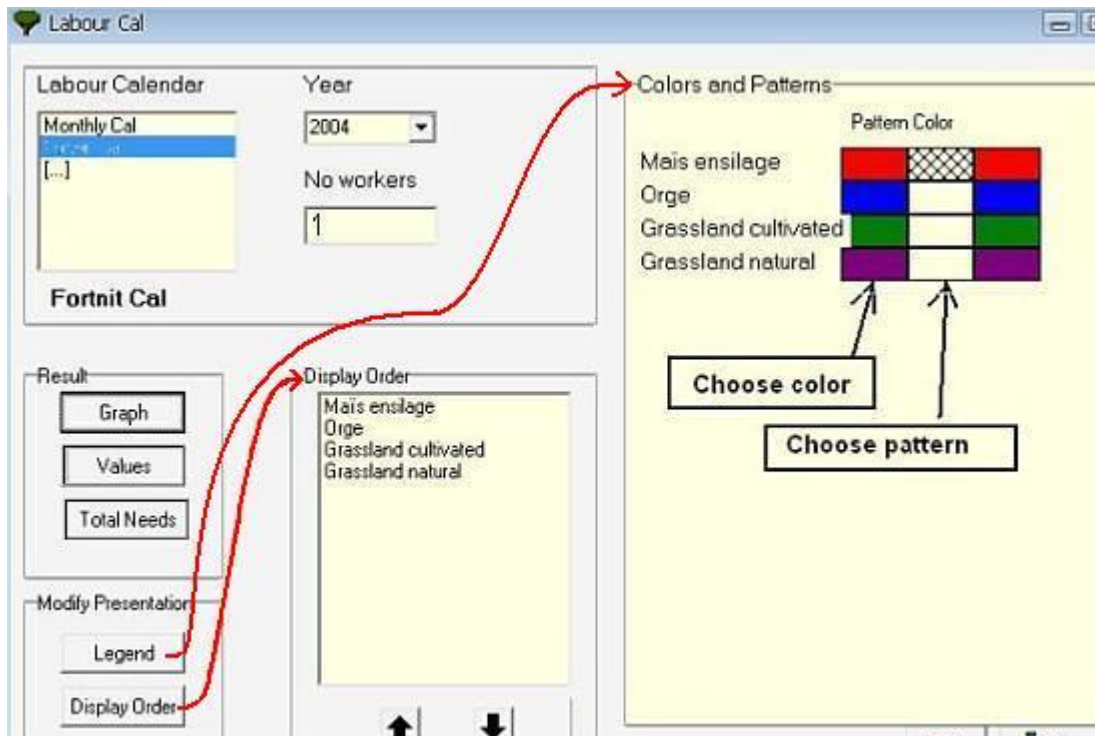 Labour Cal
Labour Calendar
Year
Monthly Cal
[...]
2004
No workers
1
Fortnit Cal
Result
Graph
Values
Total Needs
Modify Presentation
Legend
Display Order
Display Order
Maïs ensilage
Orge
Grassland cultivated
Grassland natural
Colors and Patterns
Pattern Color
Maïs ensilage
Orge
Grassland cultivated
Grassland natural
Choose color
Choose pattern